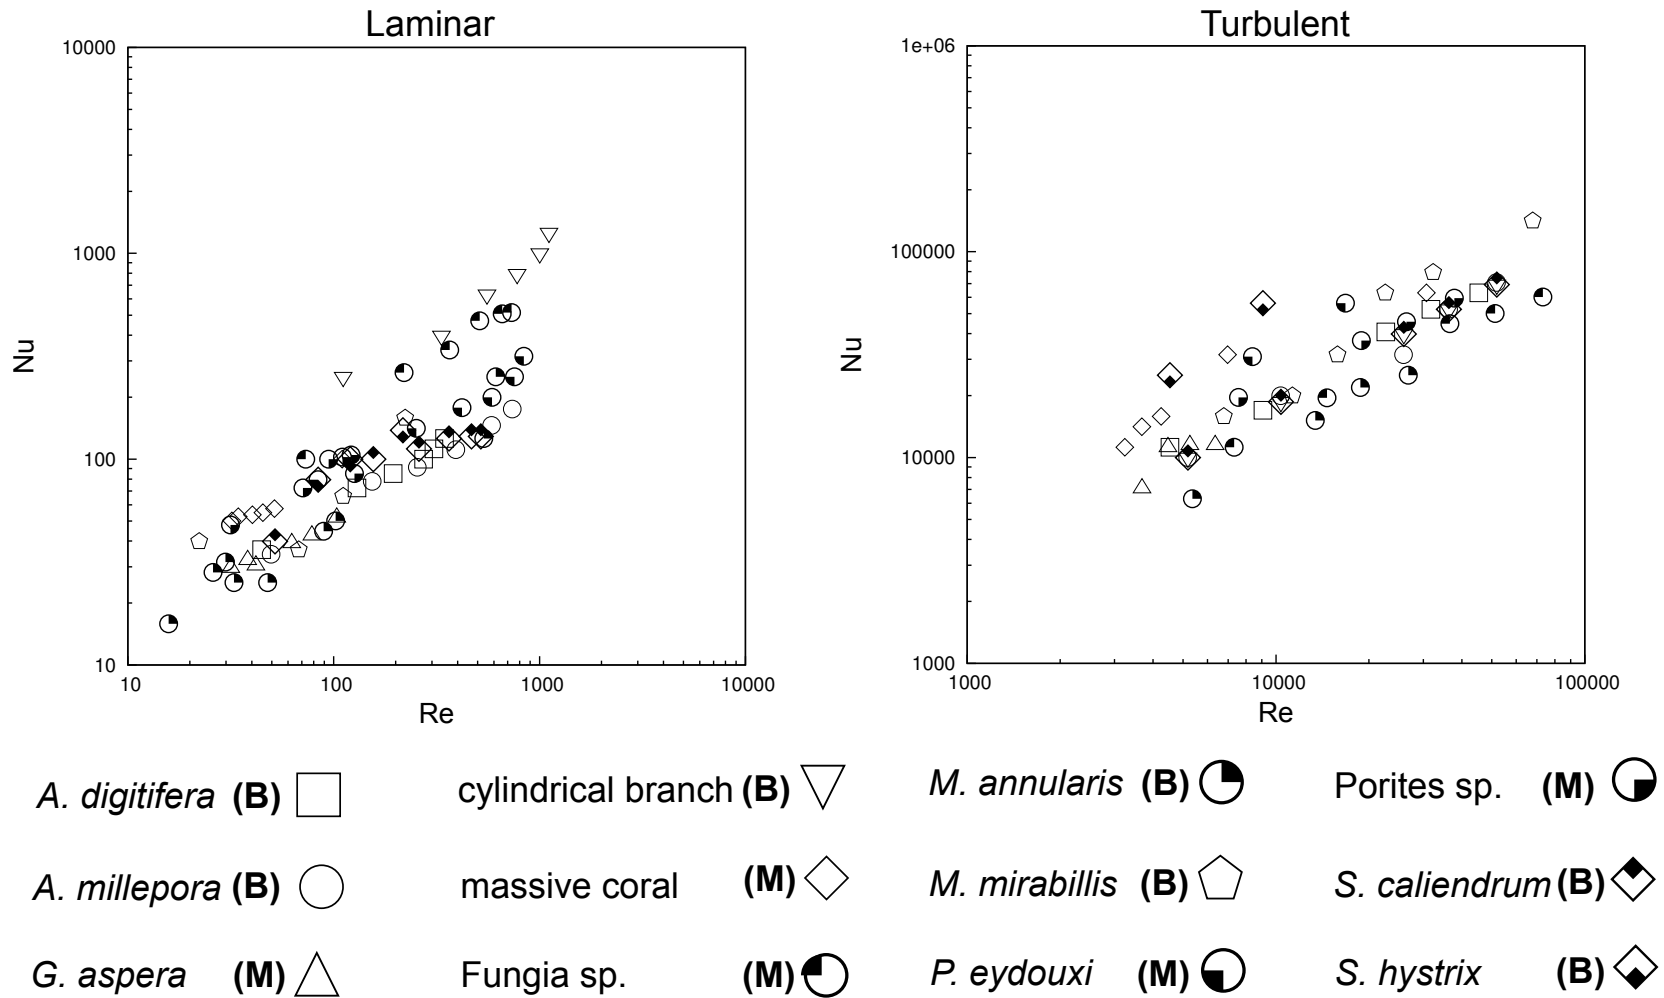 Laminar
Turbulent
10000
1000
100
10
Nu
10 100 1000 10000
Re
1e+06
100000
10000
1000
Nu
1000 10000 100000
Re
A. digitifera (B)
cylindrical branch (B)
M. annularis (B)
Porites sp. (M)
A. millepora (B)
massive coral (M)
M. mirabillis (B)
S. caliendrum (B)
G. aspera (M)
Fungia sp. (M)
P. eydouxi (M)
S. hystrix (B)